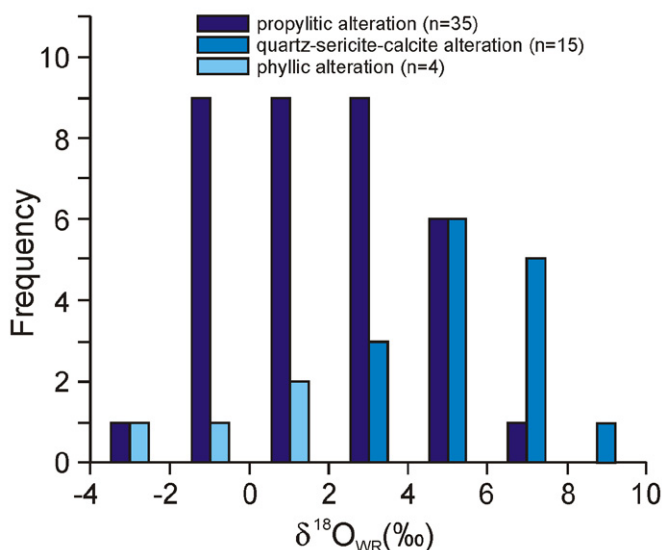 propylitic alteration (n=35)
quartz-sericite-calcite alteration (n=15)
phyllic alteration (n=4)
Frequency
10
8
6
4
2
0
-4 -2 0 2 4 6 8 10
δ¹⁸O_WR(‰)